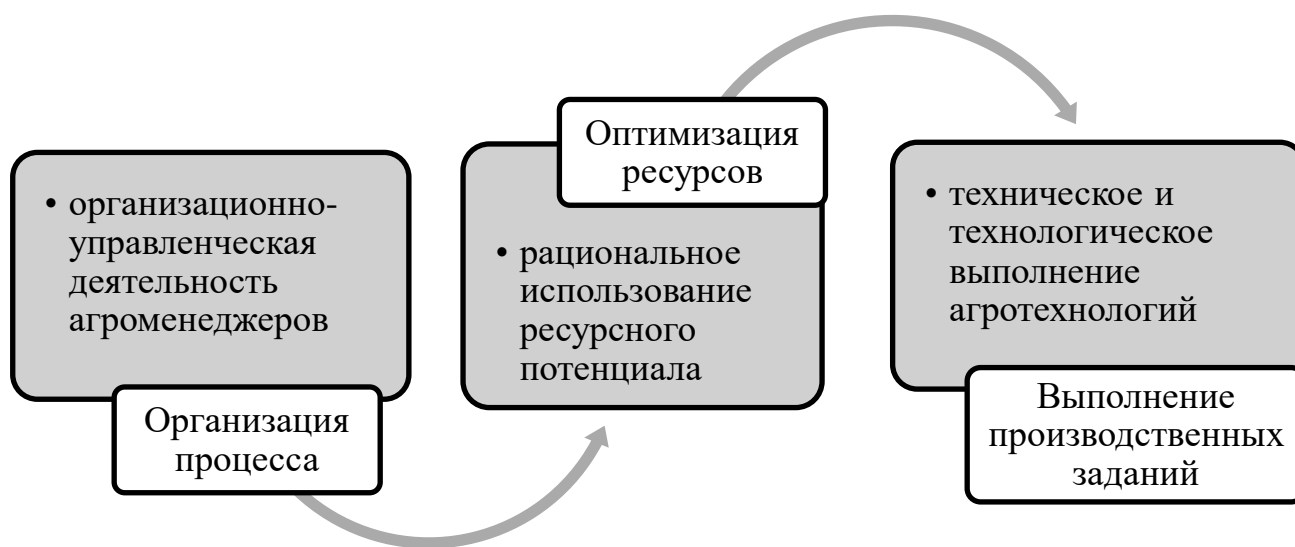 • организационно-
управленческая
деятельность
агроменеджеров
Организация
процесса
Оптимизация
ресурсов
• рациональное
использование
ресурсного
потенциала
• техническое и
технологическое
выполнение
агротехнологий
Выполнение
производственных
заданий